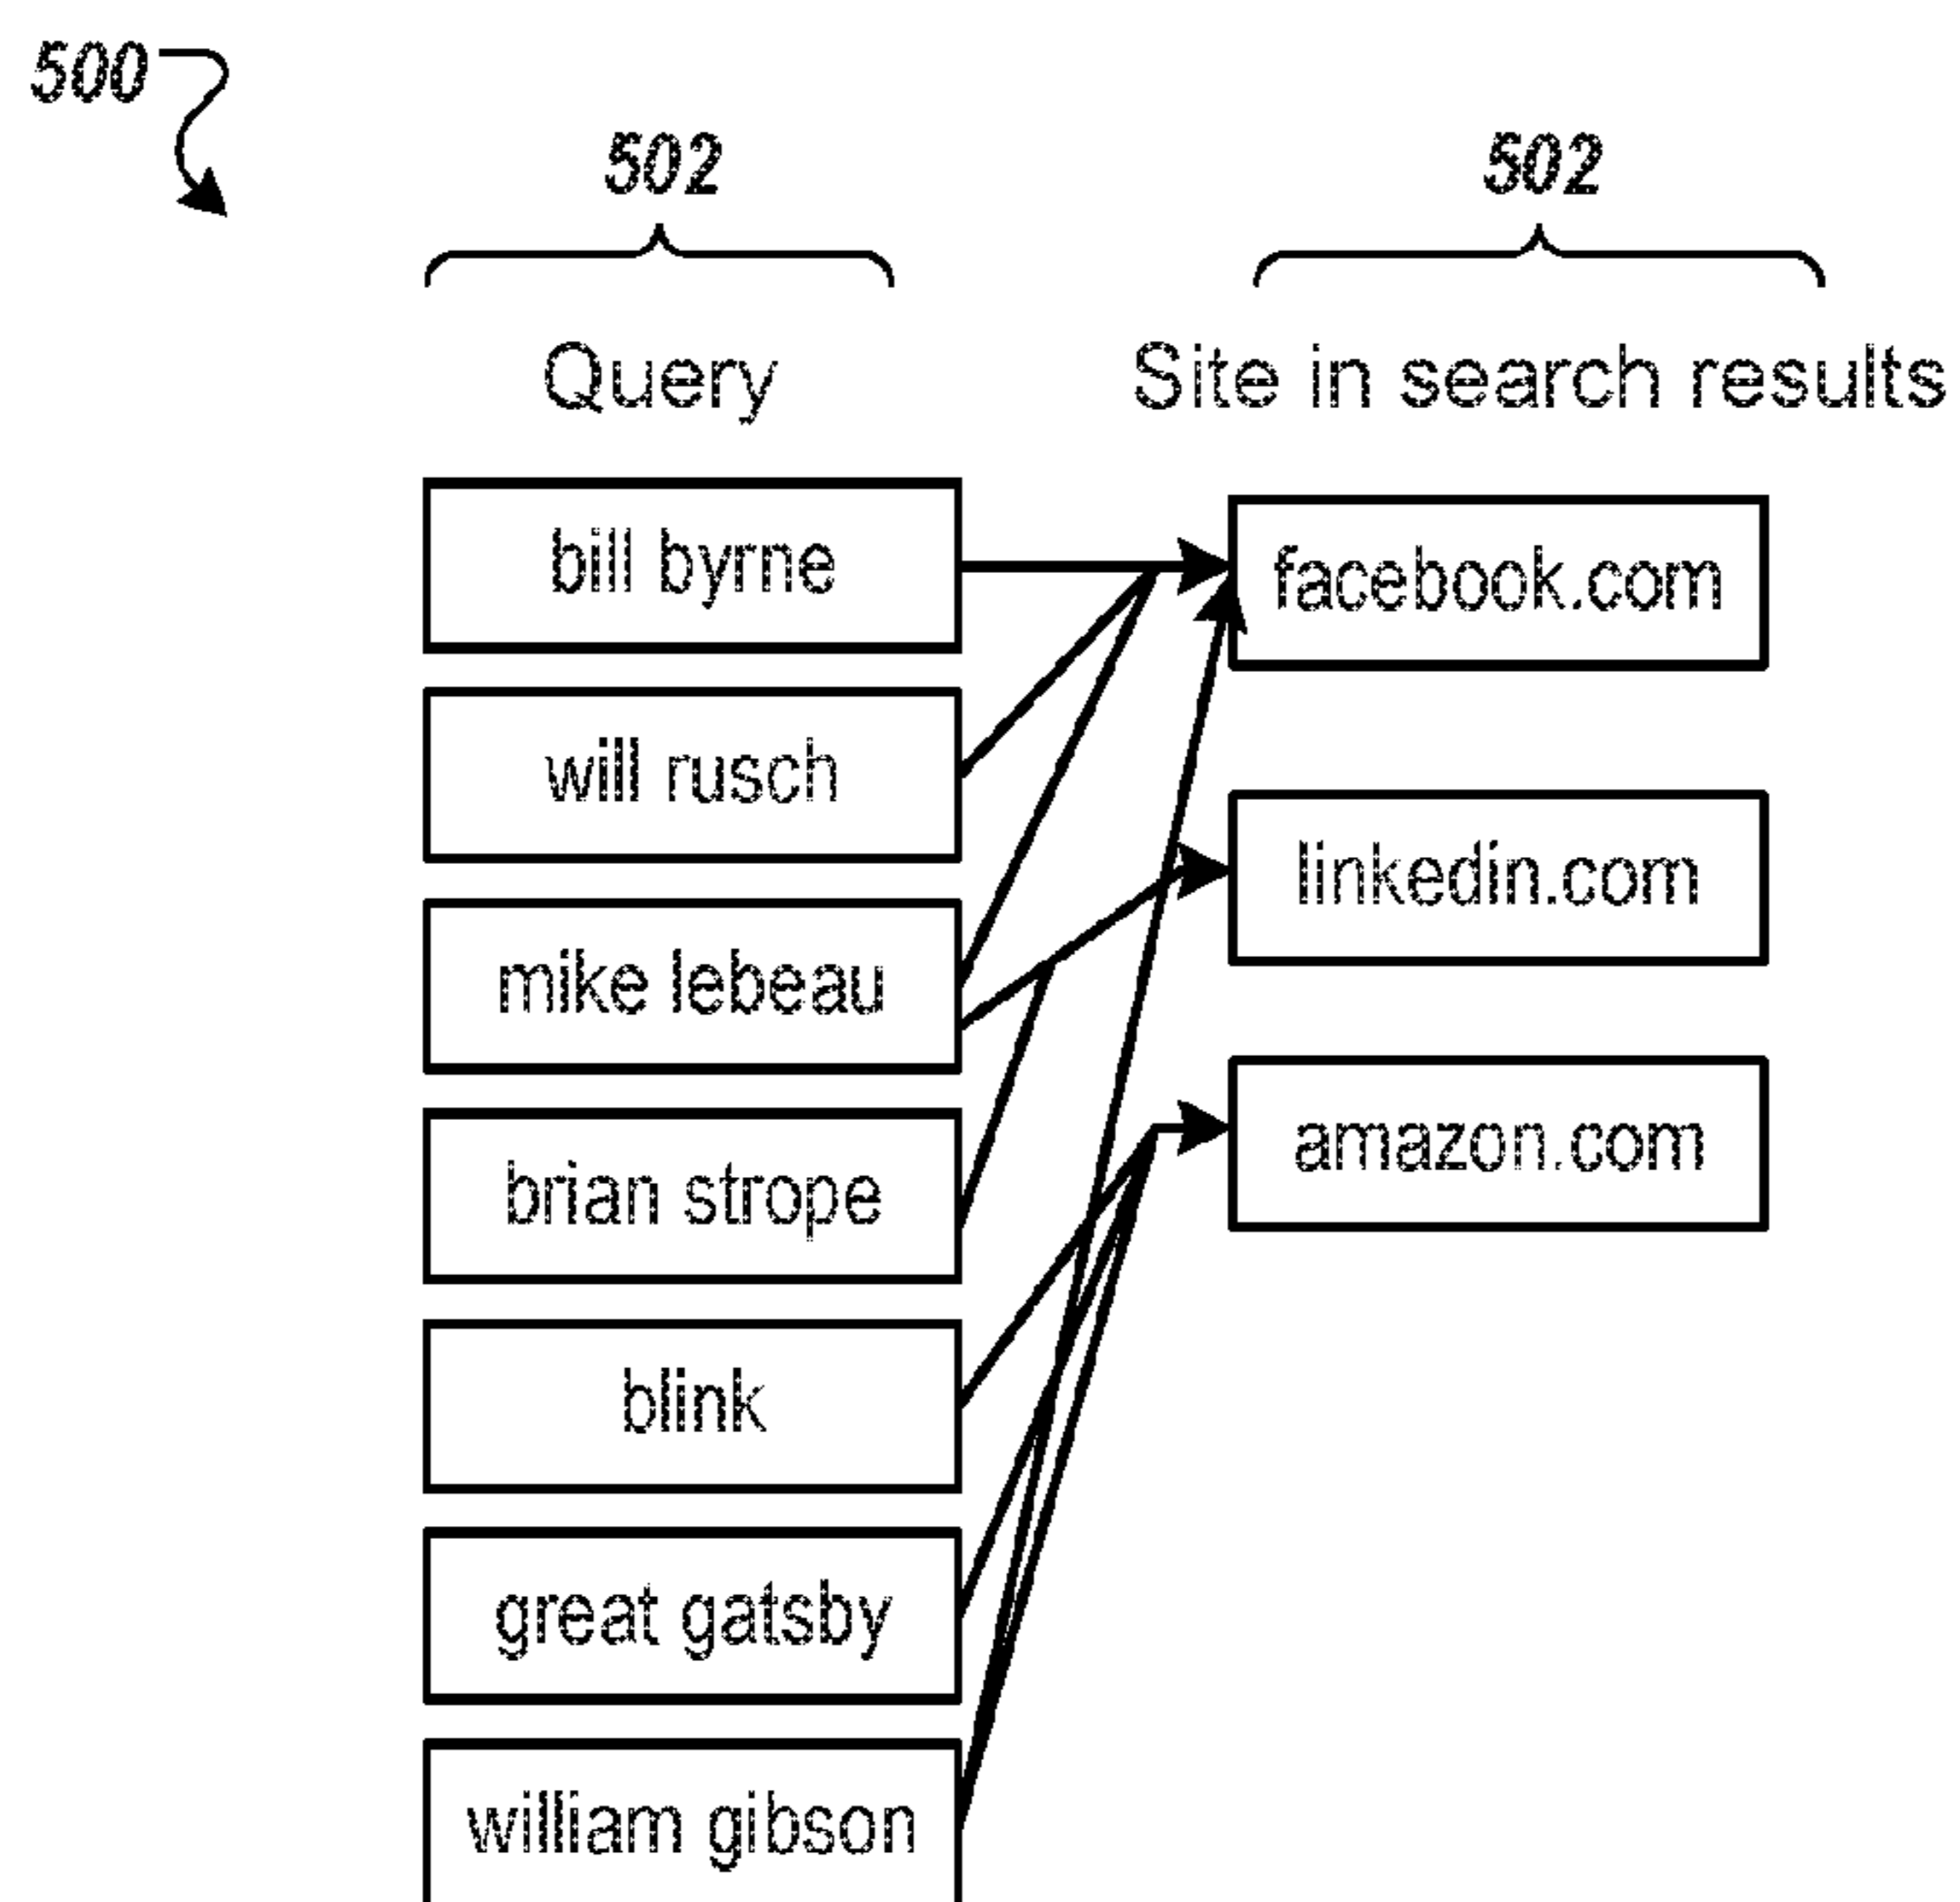 500
502
502
Query
Site in search results
bill byrne
facebook.com
will rusch
linkedin.com
mike lebeau
amazon.com
brian strope
blink
great gatsby
william gibson